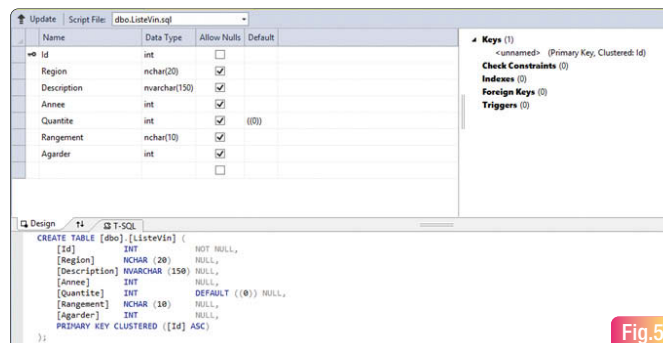 Update Script File: dbo.ListeVin.sql
Name Data Type Allow Nulls Default
Id int
Region nchar(20)
Description nvarchar(150)
Annee int
Quantite int ((0))
Rangement nchar(10)
Agarder int
Keys (1)
<unnamed> (Primary Key, Clustered: Id)
Check Constraints (0)
Indexes (0)
Foreign Keys (0)
Triggers (0)
Design T-SQL
CREATE TABLE [dbo].[ListeVin] (
[Id] INT NOT NULL,
[Region] NCHAR (20) NULL,
[Description] NVARCHAR (150) NULL,
[Annee] INT NULL,
[Quantite] INT DEFAULT ((0)) NULL,
[Rangement] NCHAR (10) NULL,
[Agarder] INT NULL,
PRIMARY KEY CLUSTERED ([Id] ASC)
);
Fig.5